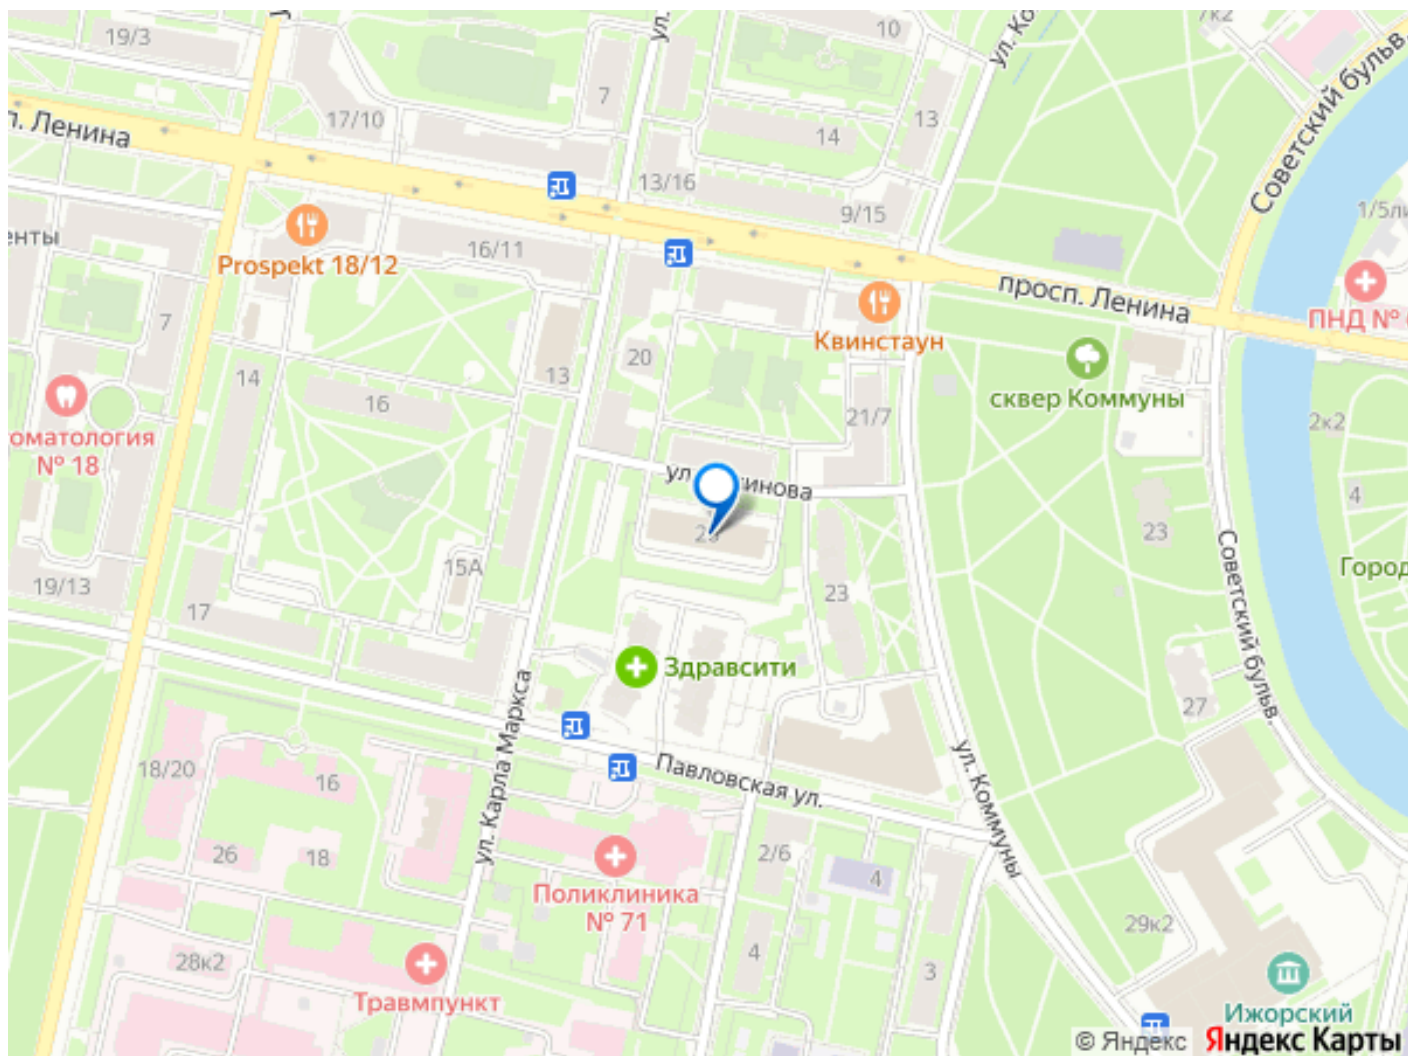 19/3
10
7к2
7
17/10
14
13
Советский бульв.
п. Ленина
13/16
9/15
1/5ли
енты
16/11
Prospekt 18/12
просп. Ленина
ПНД №
Квинстаун
7
20
14
13
16
сквер Коммуны
21/7
2к2
оматология
№ 18
4
23
23
15А
19/13
17
Советский бульв.
Город
23
Здравсити
27
ул. Карла Маркса
18/20
16
Павловская ул.
ул. Коммуны
26
18
2/6
4
Поликлиника
№ 71
29к2
28к2
4
3
Травмпункт
Ижорский
© Яндекс Яндекс Карты